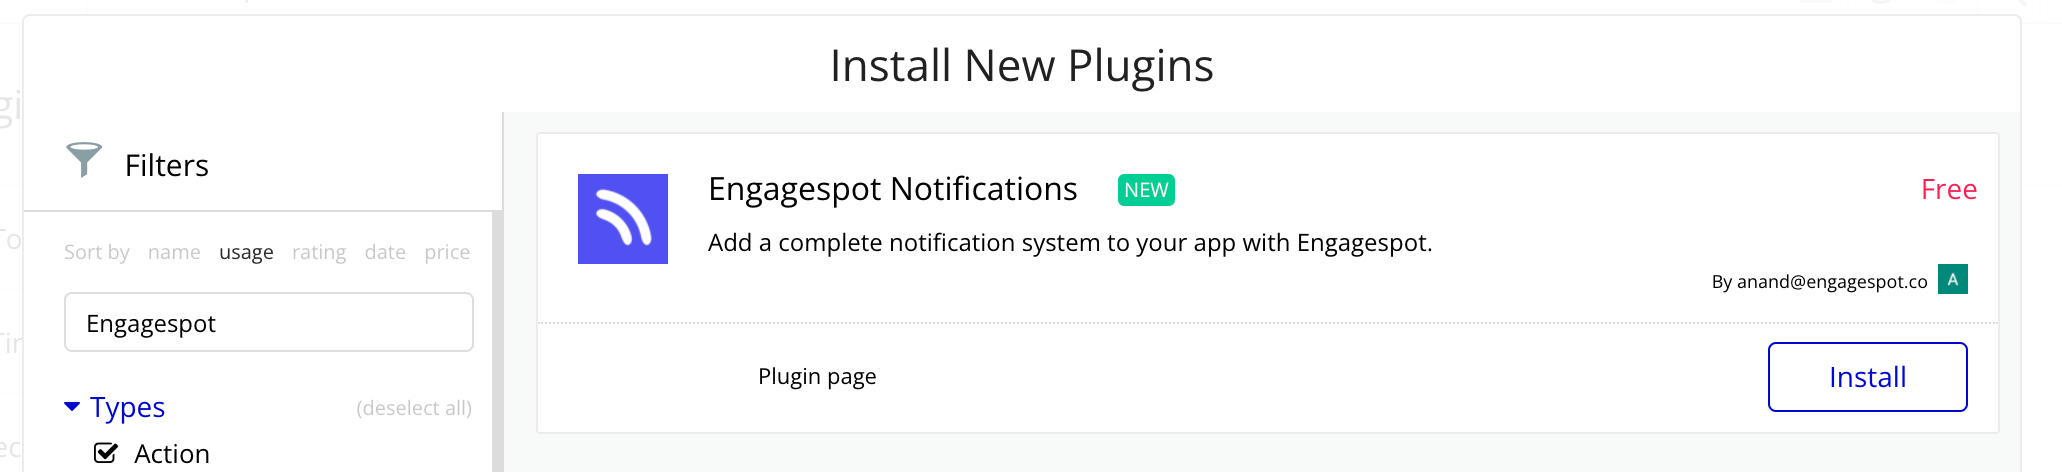 Install New Plugins
Filters
Sort by name usage rating date price
Engagespot
Types (deselect all)
Action
Engagespot Notifications NEW Free
Add a complete notification system to your app with Engagespot.
By anand@engagespot.co A
Plugin page
Install